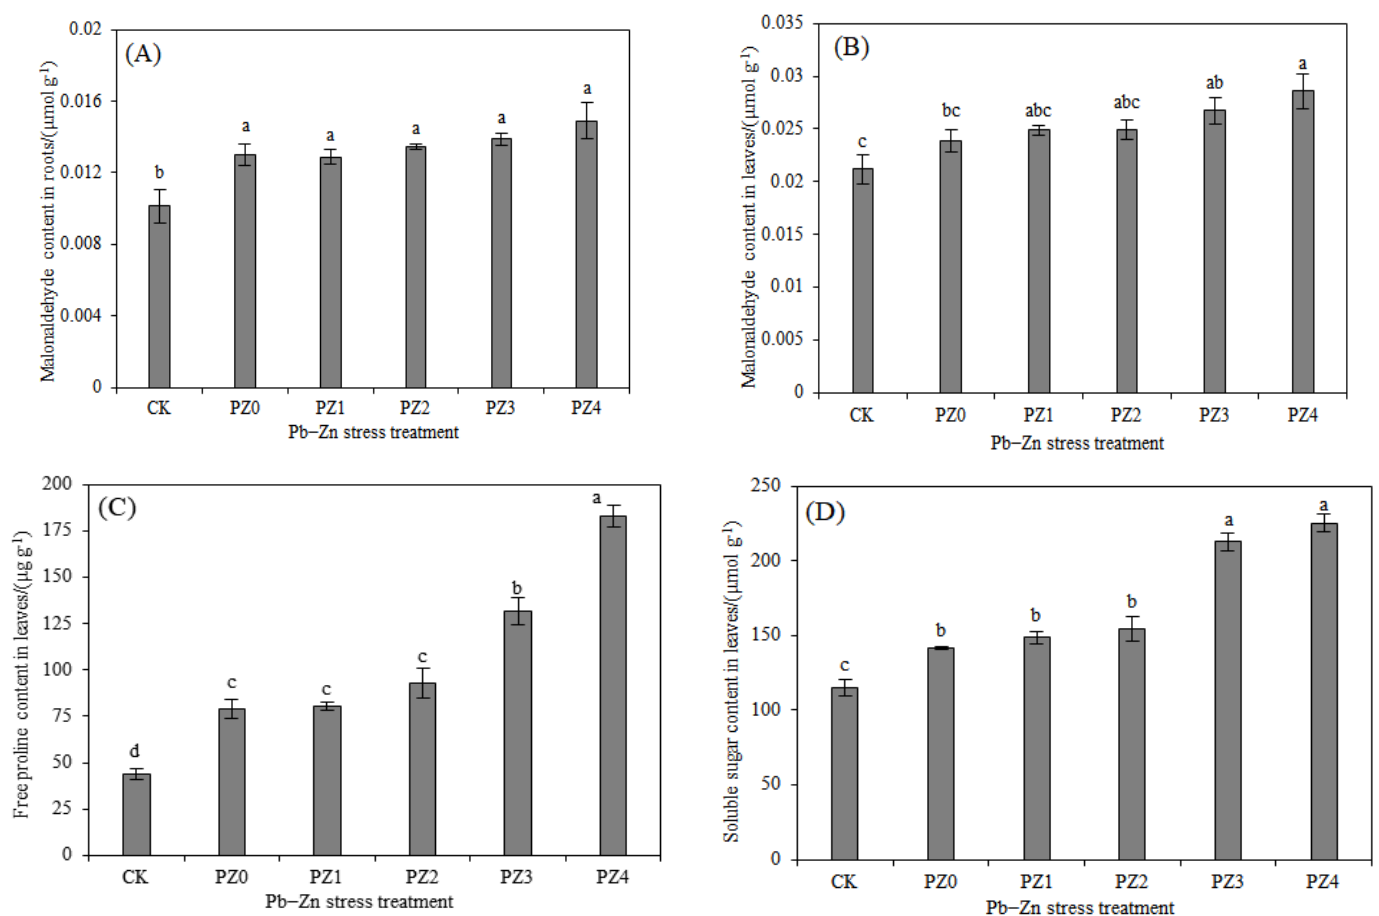 (A)
Malonaldehyde content in roots/(μmol g-1)
0.02
0.016
0.012
0.008
0.004
0
b
a
a
a
a
a
CK PZ0 PZ1 PZ2 PZ3 PZ4
Pb−Zn stress treatment
(B)
Malonaldehyde content in leaves/(μmol g-1)
0.035
0.03
0.025
0.02
0.015
0.01
0.005
0
c
bc
abc
abc
ab
a
CK PZ0 PZ1 PZ2 PZ3 PZ4
Pb−Zn stress treatment
(C)
Free proline content in leaves/(μg g-1)
200
175
150
125
100
75
50
25
0
d
c
c
c
b
a
CK PZ0 PZ1 PZ2 PZ3 PZ4
Pb−Zn stress treatment
(D)
Soluble sugar content in leaves/(μmol g-1)
250
200
150
100
50
0
c
b
b
b
a
a
CK PZ0 PZ1 PZ2 PZ3 PZ4
Pb−Zn stress treatment